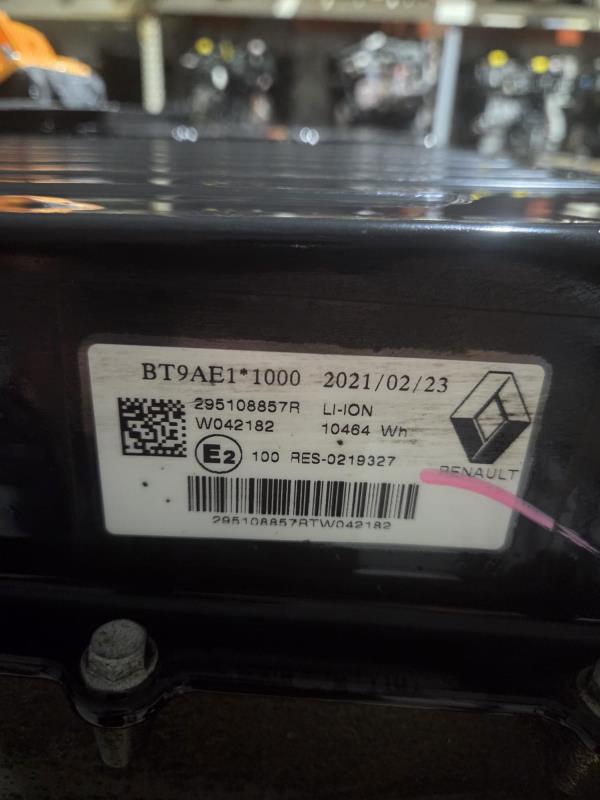 BT9AE1*1000 2021/02/23
295108857R LI-ION
W042182 10464 Wh
E2 100 RES-0219327
RENAULT
295108857RTW042182